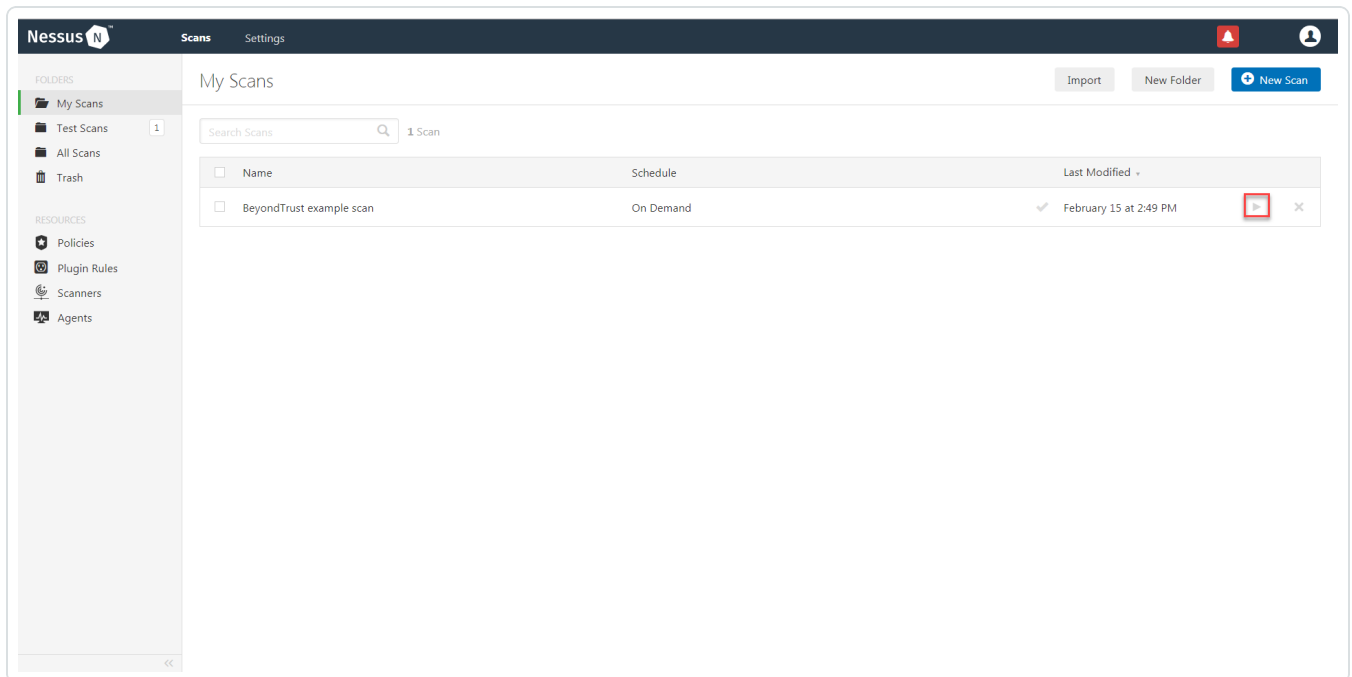 Nessus N ™
Scans
Settings
FOLDERS
My Scans
Test Scans 1
All Scans
Trash
RESOURCES
Policies
Plugin Rules
Scanners
Agents
My Scans
Import
New Folder
New Scan
Search Scans
1 Scan
Name Schedule Last Modified
BeyondTrust example scan On Demand February 15 at 2:49 PM